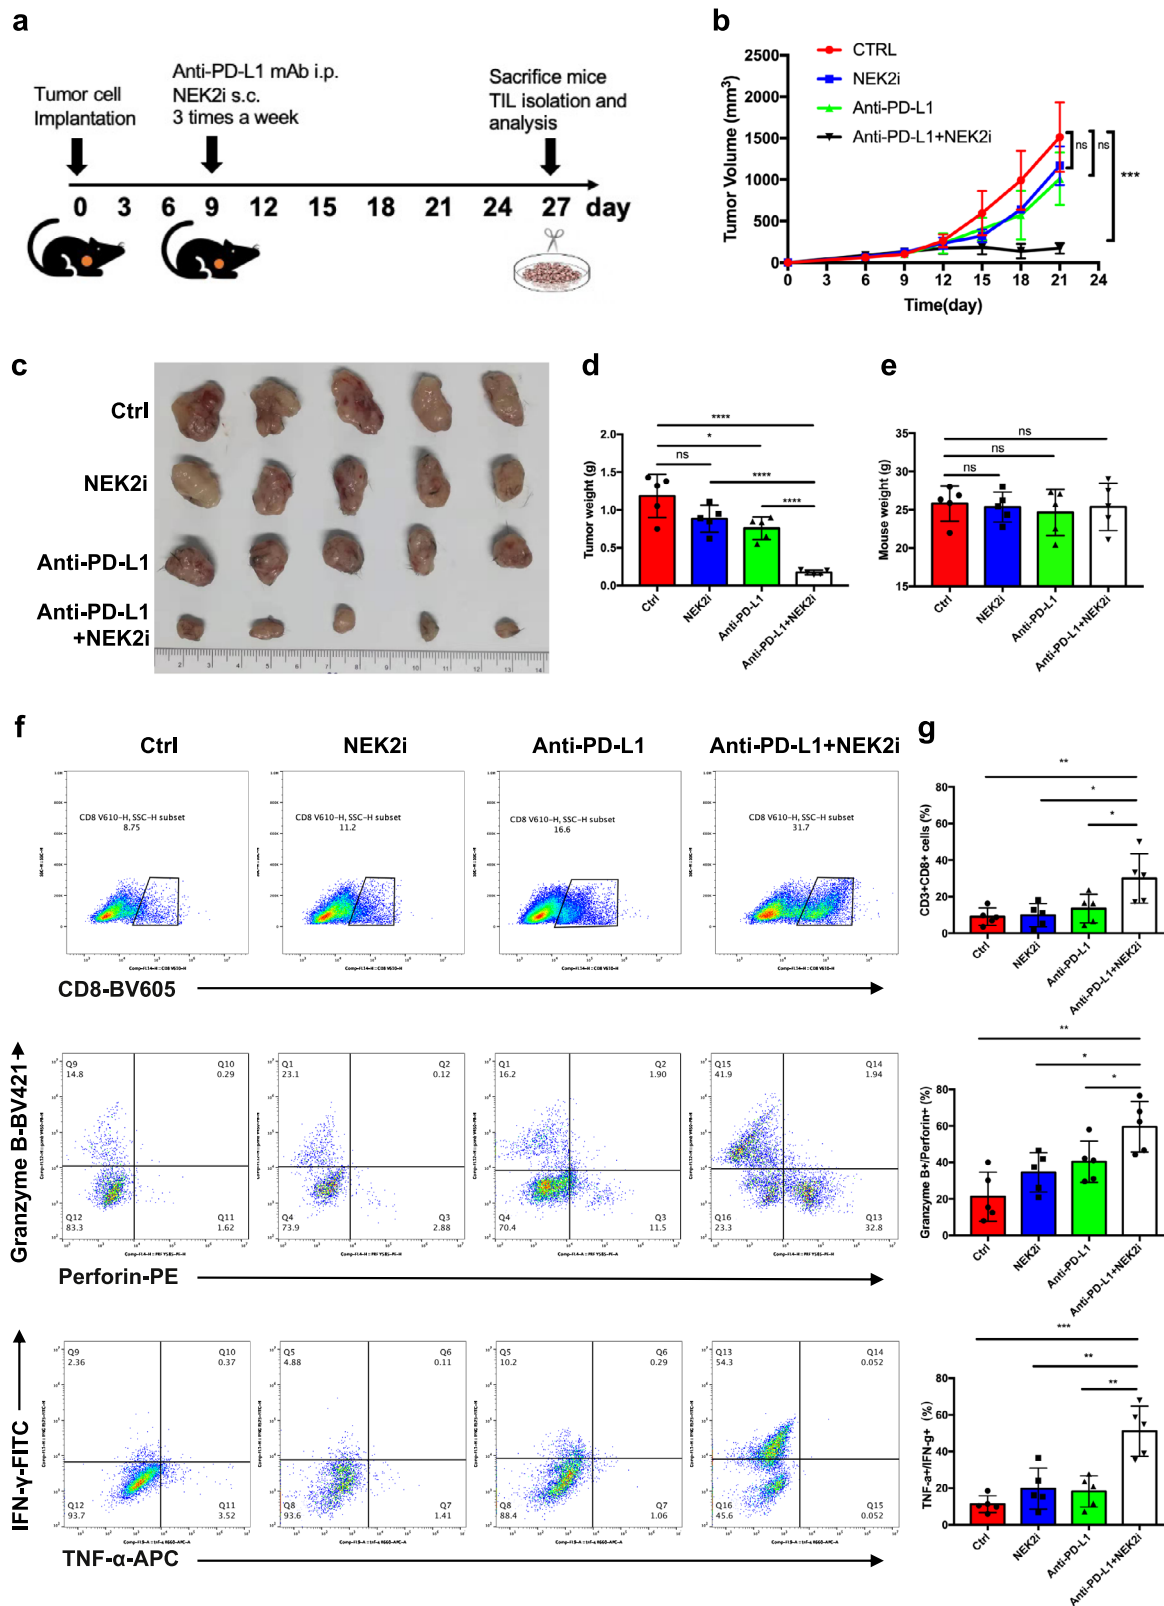 a
Tumor cell
Implantation
Anti-PD-L1 mAb i.p.
NEK2i s.c.
3 times a week
Sacrifice mice
TIL isolation and
analysis
0 3 6 9 12 15 18 21 24 27 day
b
CTRL
NEK2i
Anti-PD-L1
Anti-PD-L1+NEK2i
Tumor Volume (mm³)
2500
2000
1500
1000
500
0
0 3 6 9 12 15 18 21 24
Time(day)
ns
ns
ns
***
c
Ctrl
NEK2i
Anti-PD-L1
Anti-PD-L1
+NEK2i
2 5 6 7 8 9 10 11 12 13 14
d
****
*
ns
****
****
Tumor weight (g)
2.0
1.5
1.0
0.5
0.0
Ctrl
NEK2i
Anti-PD-L1
Anti-PD-L1+NEK2i
e
ns
ns
ns
Mouse weight (g)
35
30
25
20
15
Ctrl
NEK2i
Anti-PD-L1
Anti-PD-L1+NEK2i
f
Ctrl NEK2i Anti-PD-L1 Anti-PD-L1+NEK2i
CD8 V610-H, SSC-H subset
8.75
CD8 V610-H, SSC-H subset
11.2
CD8 V610-H, SSC-H subset
16.6
CD8 V610-H, SSC-H subset
31.7
CD8-BV605
Granzyme B-BV421
Q9
14.8
Q10
0.29
Q12
83.3
Q11
1.62
Q1
23.1
Q2
0.12
Q4
73.9
Q3
2.88
Q1
16.2
Q2
1.90
Q4
70.4
Q3
11.5
Q15
41.9
Q14
1.94
Q16
23.3
Q13
32.8
Perforin-PE
IFN-γ-FITC
Q9
2.36
Q10
0.37
Q12
93.7
Q11
3.52
Q5
4.88
Q6
0.11
Q8
93.6
Q7
1.41
Q5
10.2
Q6
0.29
Q8
88.4
Q7
1.06
Q13
54.3
Q14
0.052
Q16
45.6
Q15
0.052
TNF-α-APC
g
**
*
*
CD3+CD8+ cells (%)
80
60
40
20
0
Ctrl
NEK2i
Anti-PD-L1
Anti-PD-L1+NEK2i
**
*
*
Granzyme B+/Perforin+ (%)
80
60
40
20
0
Ctrl
NEK2i
Anti-PD-L1
Anti-PD-L1+NEK2i
***
**
**
TNF-a+/IFN-g+ (%)
80
60
40
20
0
Ctrl
NEK2i
Anti-PD-L1
Anti-PD-L1+NEK2i